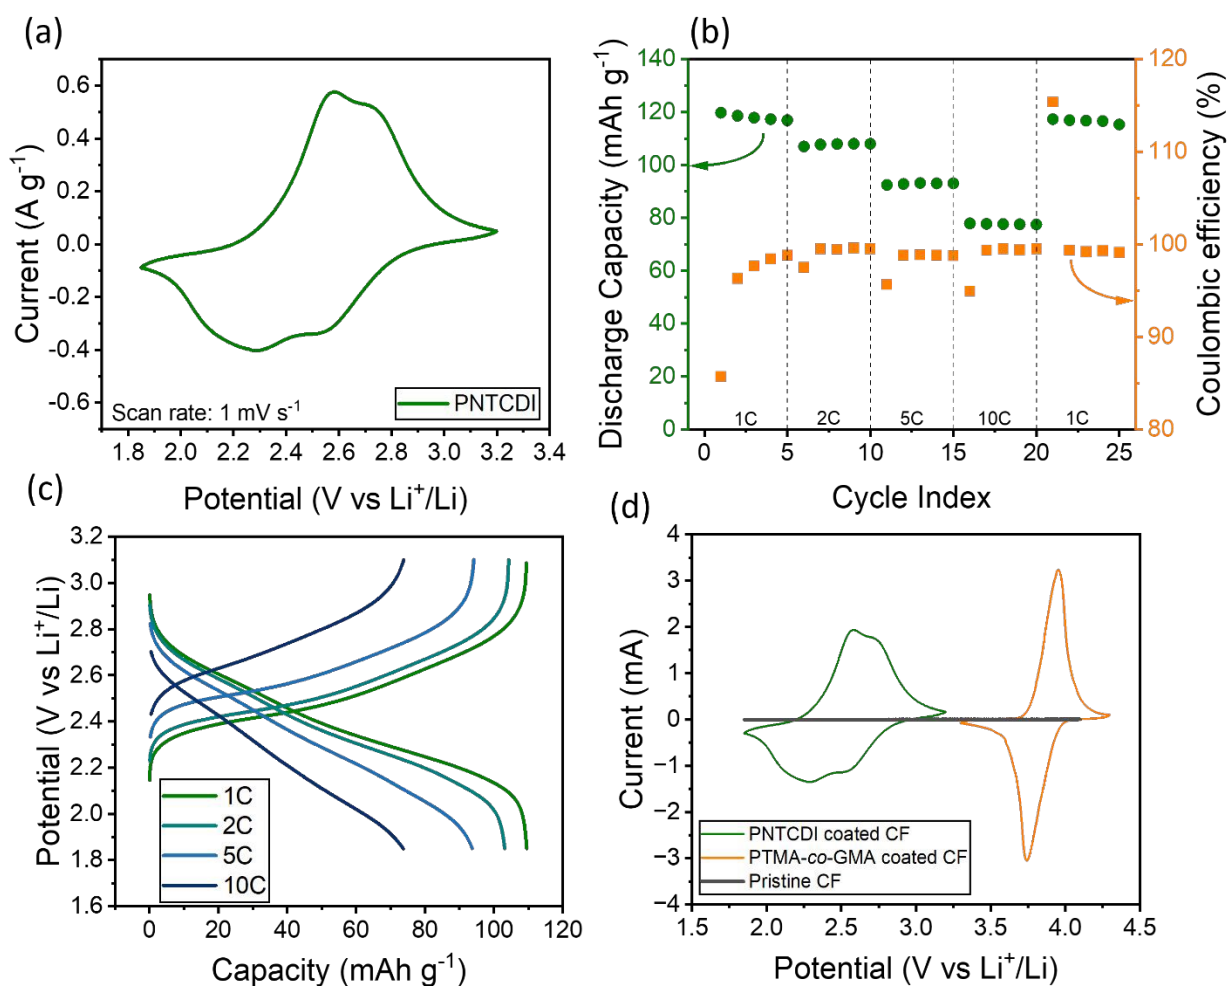 (a)
Current (A g⁻¹)
0.6
0.4
0.2
0.0
-0.2
-0.4
-0.6
Scan rate: 1 mV s⁻¹
PNTCDI
1.8 2.0 2.2 2.4 2.6 2.8 3.0 3.2 3.4
Potential (V vs Li⁺/Li)
(b)
Discharge Capacity (mAh g⁻¹)
140
120
100
80
60
40
20
0
1C 2C 5C 10C 1C
0 5 10 15 20 25
Cycle Index
120
110
100
90
80
Coulombic efficiency (%)
(c)
Potential (V vs Li⁺/Li)
3.2
3.0
2.8
2.6
2.4
2.2
2.0
1.8
1.6
1C
2C
5C
10C
0 20 40 60 80 100 120
Capacity (mAh g⁻¹)
(d)
Current (mA)
4
3
2
1
0
−1
−2
−3
−4
PNTCDI coated CF
PTMA-co-GMA coated CF
Pristine CF
1.5 2.0 2.5 3.0 3.5 4.0 4.5
Potential (V vs Li⁺/Li)